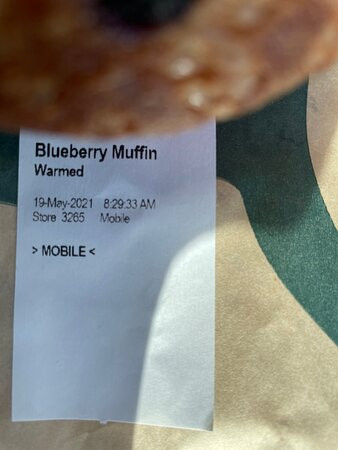 Blueberry Muffin
Warmed
19-May-2021 8:29:33 AM
Store 3265 Mobile
> MOBILE <